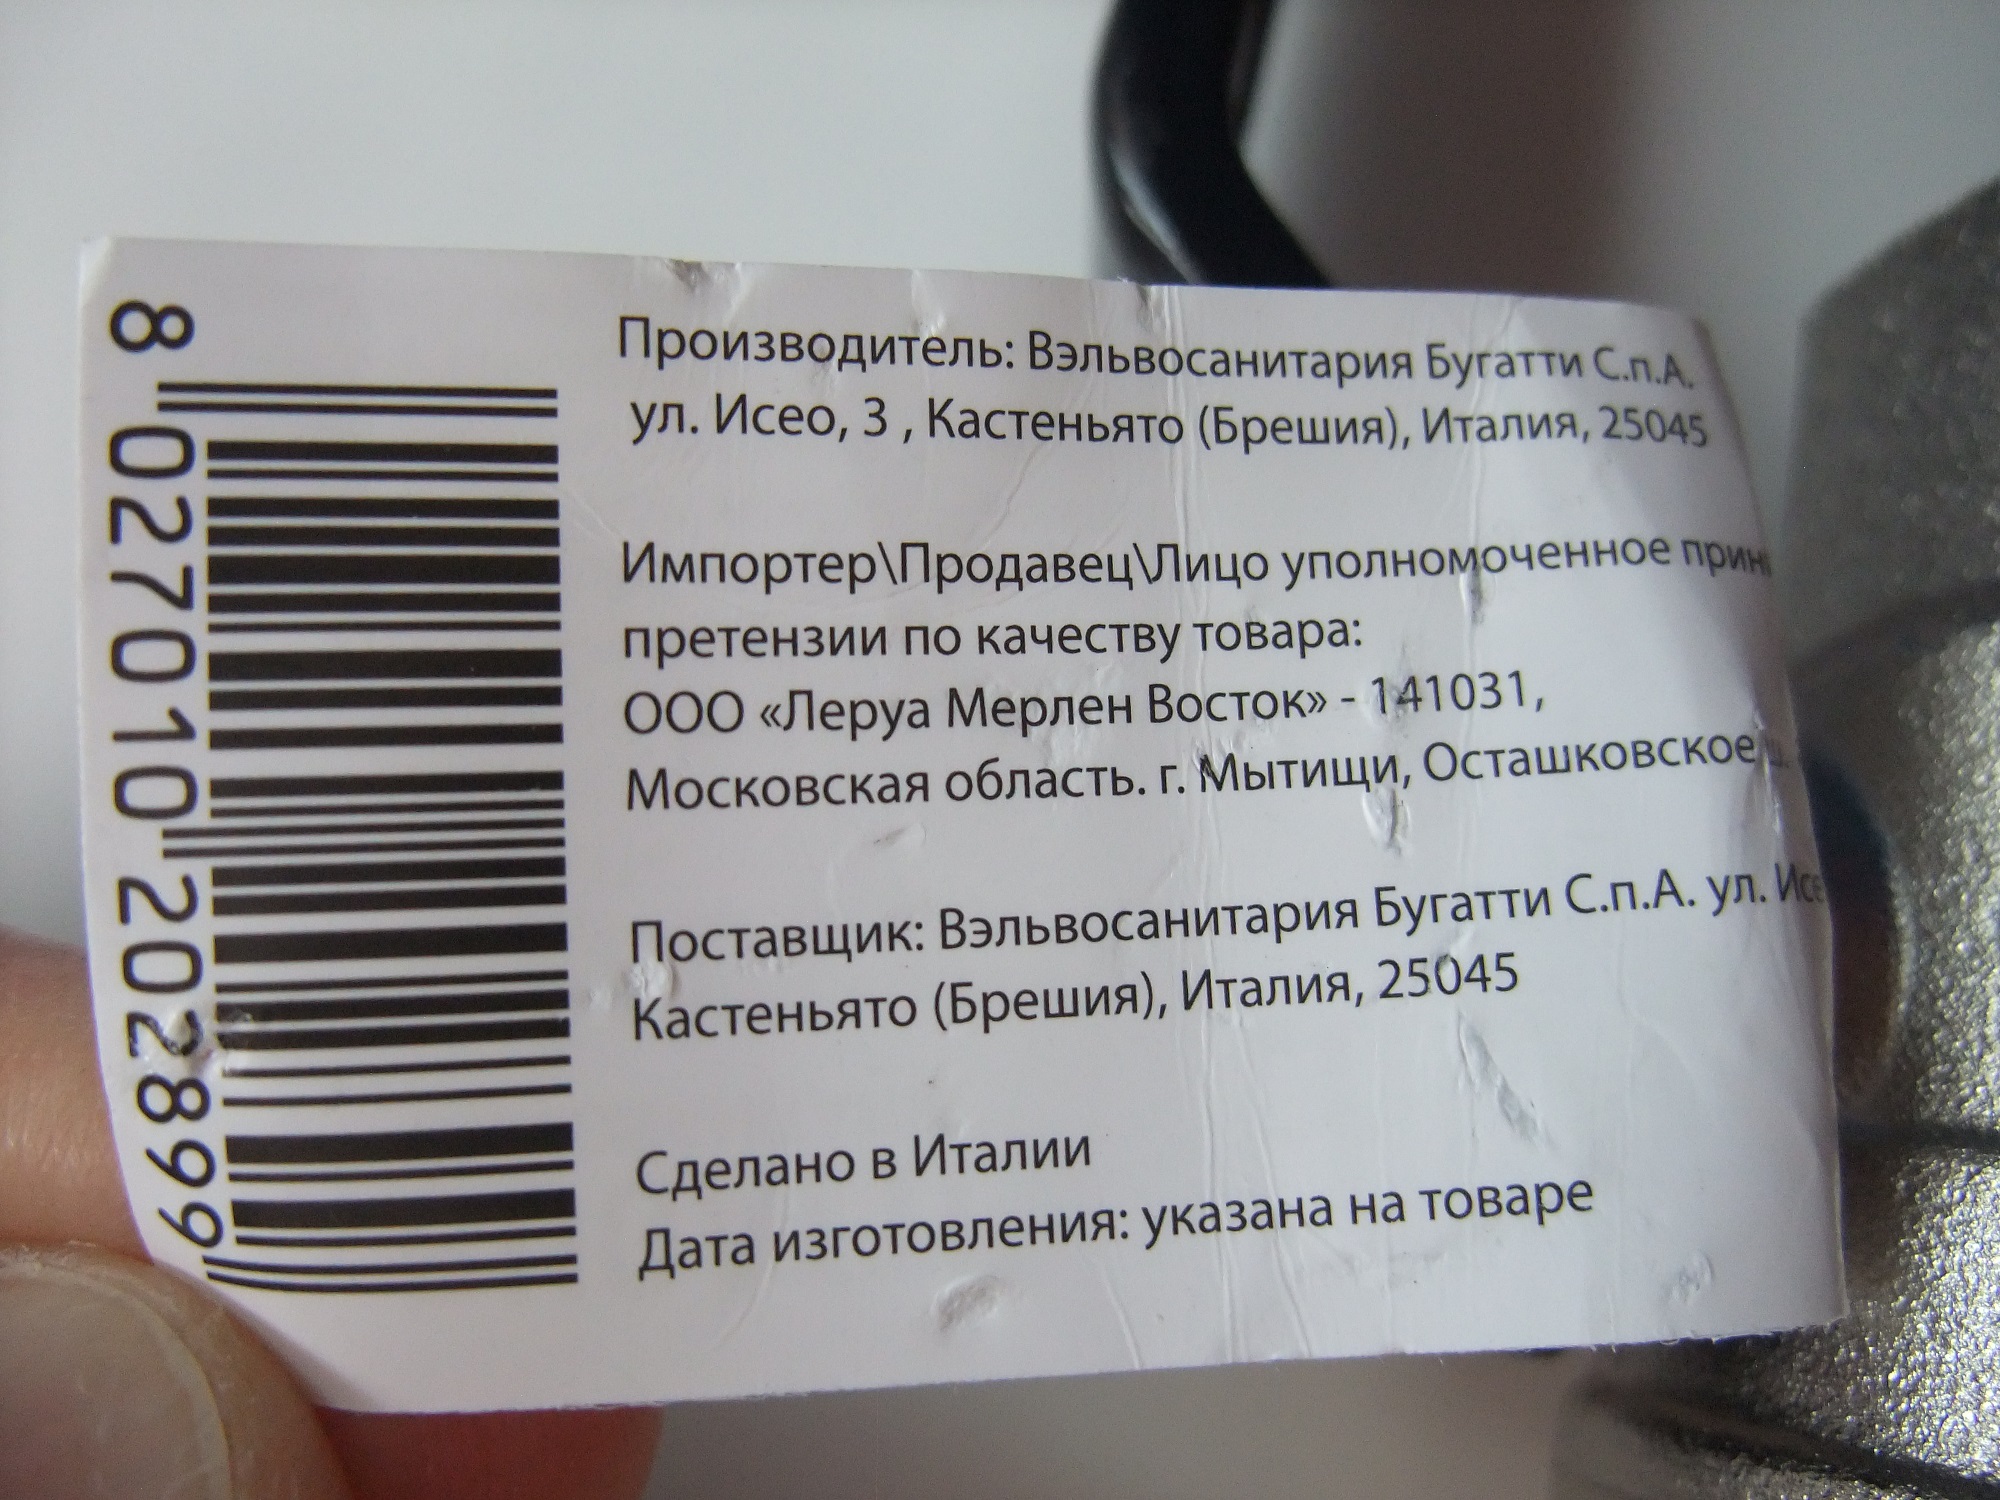 8 027010 202899
Производитель: Вэльвосанитария Бугатти С.п.А.
ул. Исео, 3 , Кастеньято (Брешия), Италия, 25045
Импортер\Продавец\Лицо уполномоченное
претензии по качеству товара:
ООО «Леруа Мерлен Восток» - 141031,
Московская область. г. Мытищи, Осташковское
Поставщик: Вэльвосанитария Бугатти С.п.А. ул.
Кастеньято (Брешия), Италия, 25045
Сделано в Италии
Дата изготовления: указана на товаре